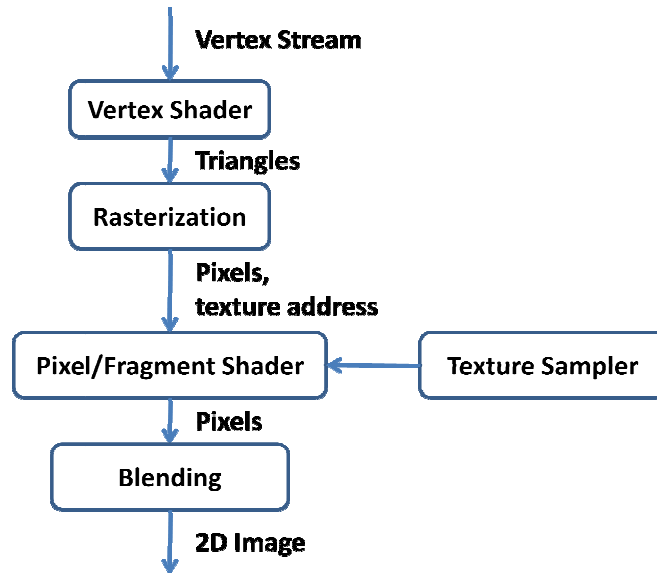 Vertex Stream
Vertex Shader
Triangles
Rasterization
Pixels,
texture address
Pixel/Fragment Shader
Texture Sampler
Pixels
Blending
2D Image